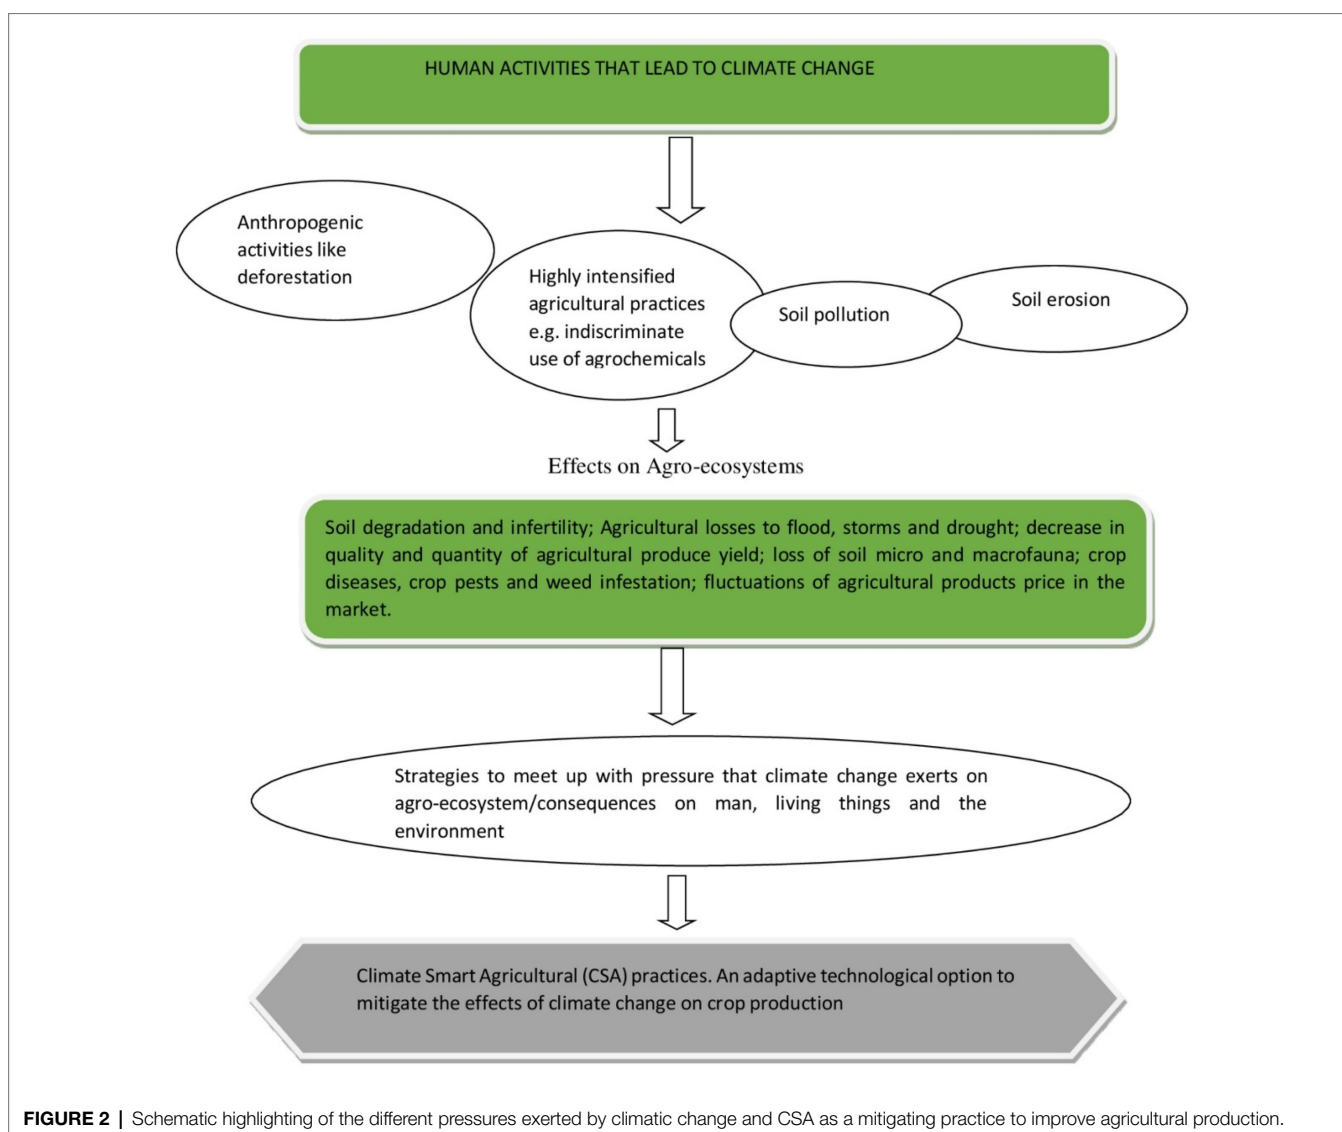 HUMAN ACTIVITIES THAT LEAD TO CLIMATE CHANGE
Anthropogenic
activities like
deforestation
Highly intensified
agricultural practices
e.g. indiscriminate
use of agrochemicals
Soil pollution
Soil erosion
Effects on Agro-ecosystems
Soil degradation and infertility; Agricultural losses to flood, storms and drought; decrease in
quality and quantity of agricultural produce yield; loss of soil micro and macrofauna; crop
diseases, crop pests and weed infestation; fluctuations of agricultural products price in the
market.
Strategies to meet up with pressure that climate change exerts on
agro-ecosystem/consequences on man, living things and the
environment
Climate Smart Agricultural (CSA) practices. An adaptive technological option to
mitigate the effects of climate change on crop production
FIGURE 2 | Schematic highlighting of the different pressures exerted by climatic change and CSA as a mitigating practice to improve agricultural production.